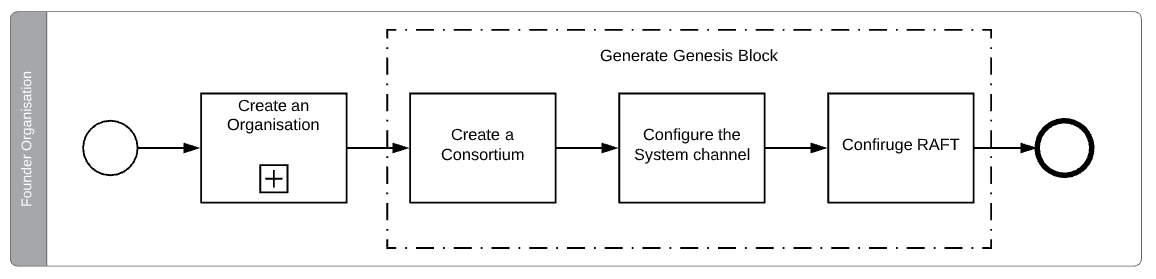 Founder Organisation
Generate Genesis Block
Create an
Organisation
Create a
Consortium
Configure the
System channel
Confiruge RAFT